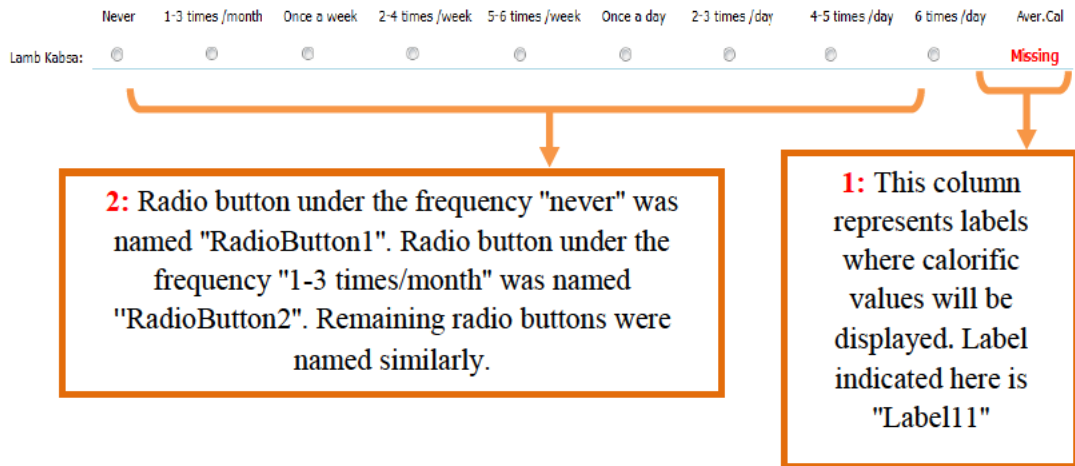 Never 1-3 times /month Once a week 2-4 times /week 5-6 times /week Once a day 2-3 times /day 4-5 times /day 6 times /day Aver.Cal
Lamb Kabsa: Missing
2: Radio button under the frequency "never" was
named "RadioButton1". Radio button under the
frequency "1-3 times/month" was named
"RadioButton2". Remaining radio buttons were
named similarly.
1: This column
represents labels
where calorific
values will be
displayed. Label
indicated here is
"Label11"